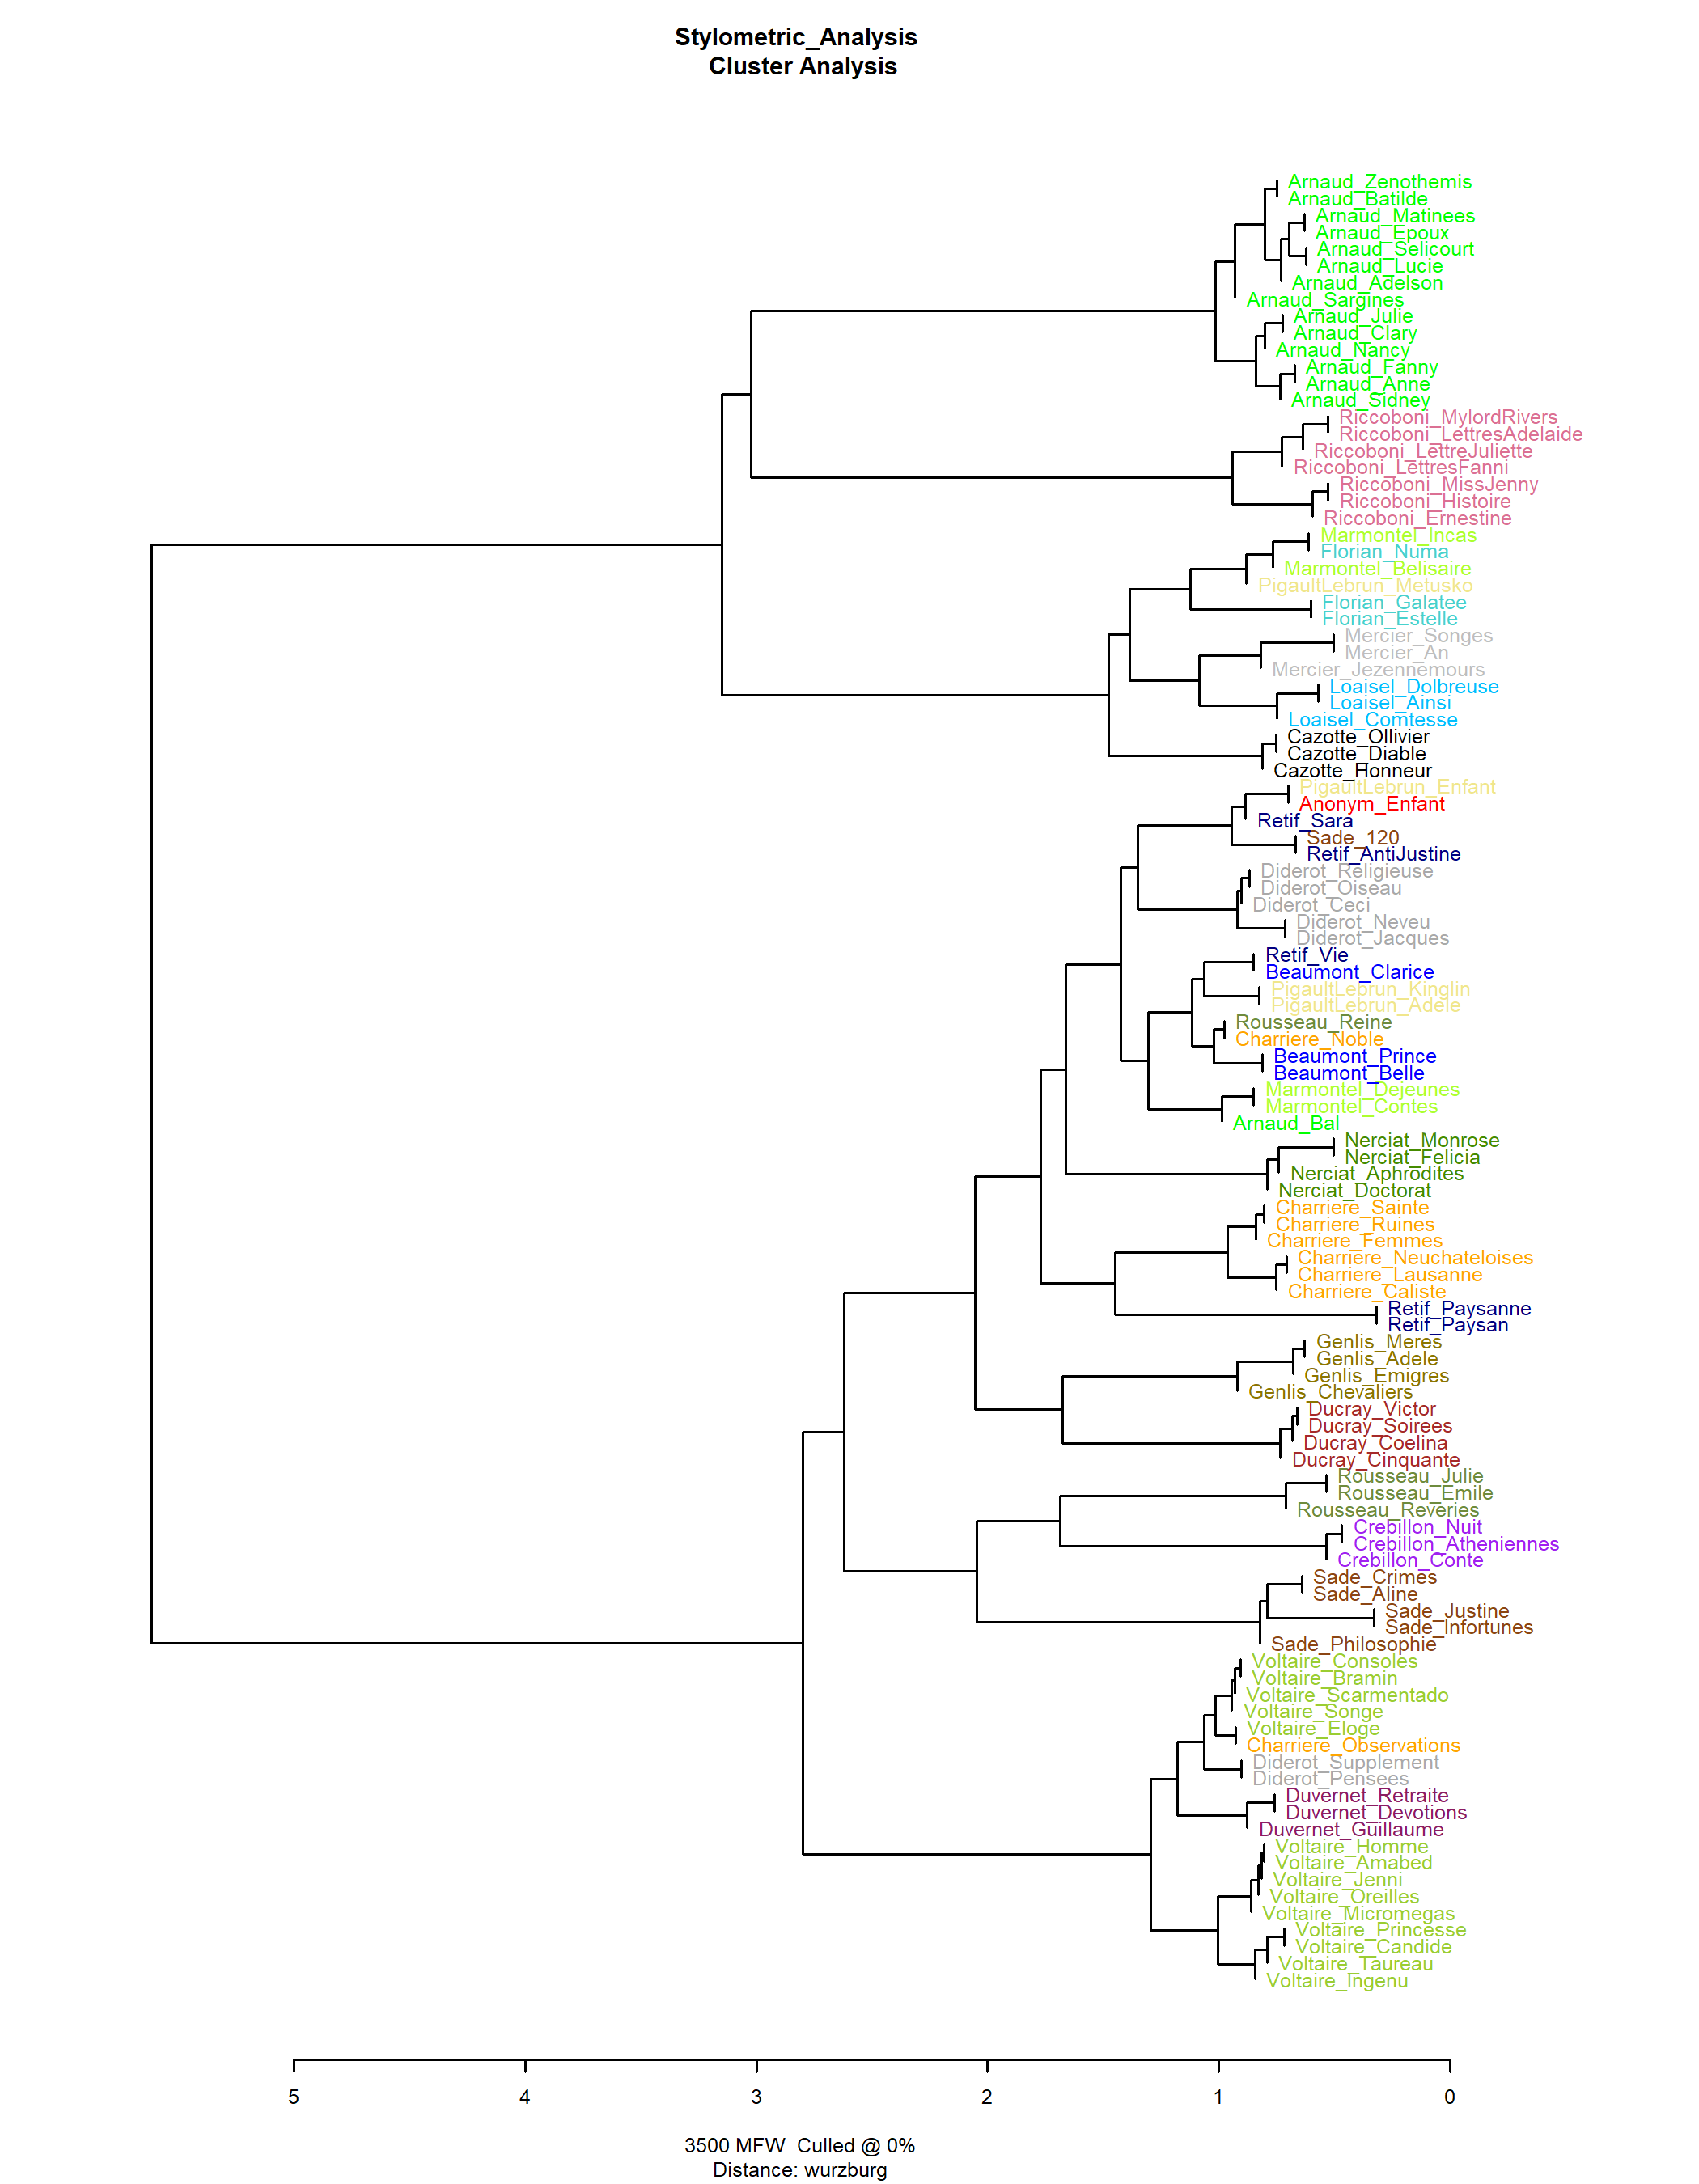 Stylometric_Analysis
Cluster Analysis
Arnaud_Zenothemis
Arnaud_Batilde
Arnaud_Matinees
Arnaud_Epoux
Arnaud_Selicourt
Arnaud_Lucie
Arnaud_Adelson
Arnaud_Sargines
Arnaud_Julie
Arnaud_Clary
Arnaud_Nancy
Arnaud_Fanny
Arnaud_Anne
Arnaud_Sidney
Riccoboni_MylordRivers
Riccoboni_LettresAdelaide
Riccoboni_LettreJuliette
Riccoboni_LettresFanni
Riccoboni_MissJenny
Riccoboni_Histoire
Riccoboni_Ernestine
Marmontel_Incas
Florian_Numa
Marmontel_Belisaire
PigaultLebrun_Metusko
Florian_Galatee
Florian_Estelle
Mercier_Songes
Mercier_An
Mercier_Jezennemours
Loaisel_Dolbreuse
Loaisel_Ainsi
Loaisel_Comtesse
Cazotte_Ollivier
Cazotte_Diable
Cazotte_Honneur
PigaultLebrun_Enfant
Anonym_Enfant
Retif_Sara
Sade_120
Retif_AntiJustine
Diderot_Religieuse
Diderot_Oiseau
Diderot_Ceci
Diderot_Neveu
Diderot_Jacques
Retif_Vie
Beaumont_Clarice
PigaultLebrun_Kinglin
PigaultLebrun_Adele
Rousseau_Reine
Charriere_Noble
Beaumont_Prince
Beaumont_Belle
Marmontel_Dejeunes
Marmontel_Contes
Arnaud_Bal
Nerciat_Monrose
Nerciat_Felicia
Nerciat_Aphrodites
Nerciat_Doctorat
Charriere_Sainte
Charriere_Ruines
Charriere_Femmes
Charriere_Neuchateloises
Charriere_Lausanne
Charriere_Caliste
Retif_Paysanne
Retif_Paysan
Genlis_Meres
Genlis_Adele
Genlis_Emigres
Genlis_Chevaliers
Ducray_Victor
Ducray_Soirees
Ducray_Coelina
Ducray_Cinquante
Rousseau_Julie
Rousseau_Emile
Rousseau_Reveries
Crebillon_Nuit
Crebillon_Atheniennes
Crebillon_Conte
Sade_Crimes
Sade_Aline
Sade_Justine
Sade_Infortunes
Sade_Philosophie
Voltaire_Consoles
Voltaire_Bramin
Voltaire_Scarmentado
Voltaire_Songe
Voltaire_Eloge
Charriere_Observations
Diderot_Supplement
Diderot_Pensees
Duvernet_Retraite
Duvernet_Devotions
Duvernet_Guillaume
Voltaire_Homme
Voltaire_Amabed
Voltaire_Jenni
Voltaire_Oreilles
Voltaire_Micromegas
Voltaire_Princesse
Voltaire_Candide
Voltaire_Taureau
Voltaire_Ingenu
5 4 3 2 1 0
3500 MFW Culled @ 0%
Distance: wurzburg